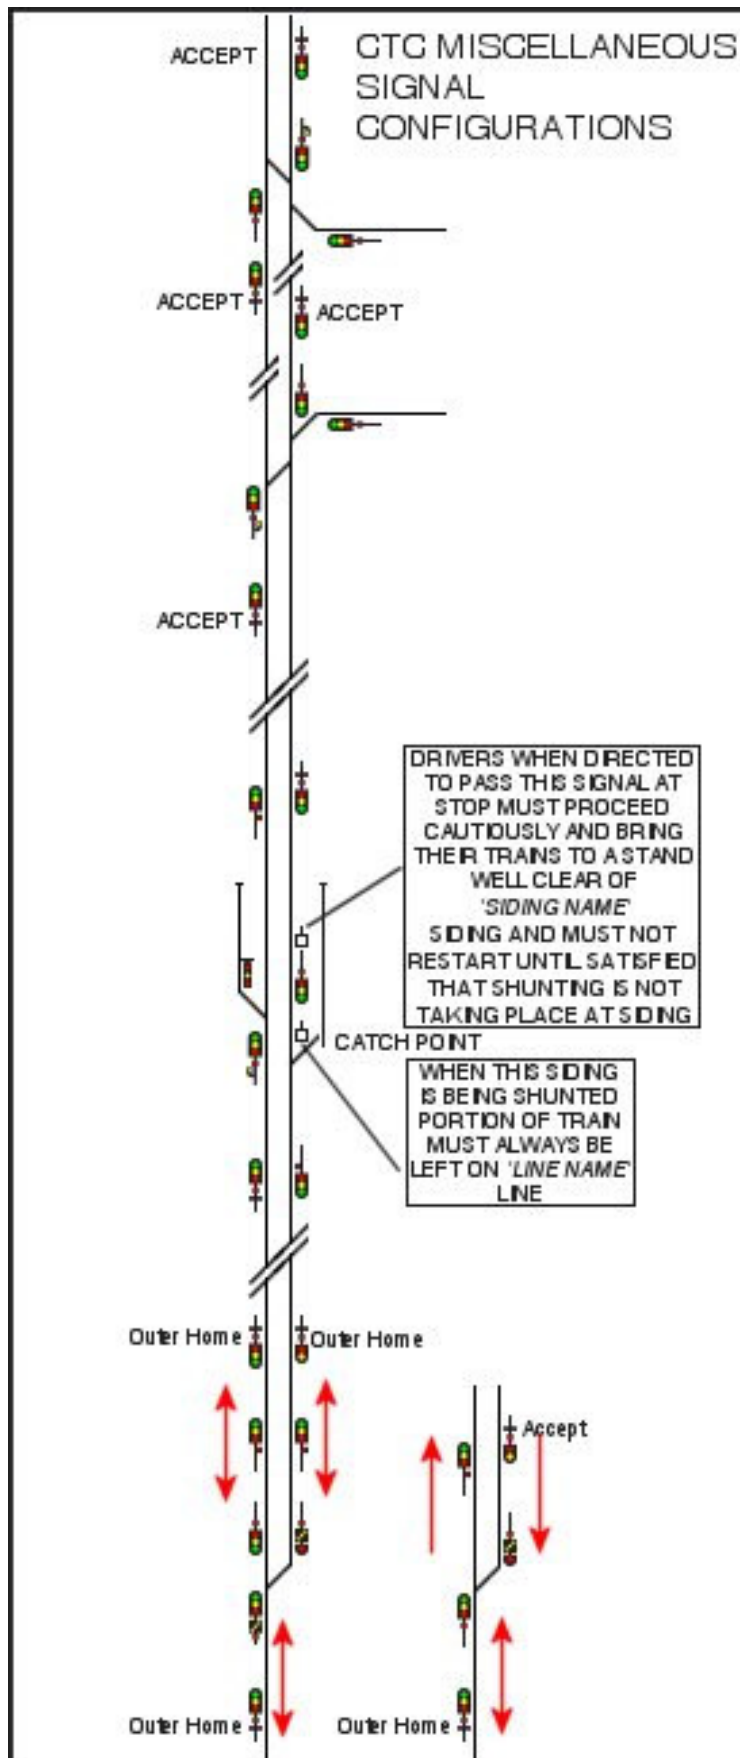 CTC MISCELLANEOUS
SIGNAL
CONFIGURATIONS
ACCEPT
ACCEPT
ACCEPT
ACCEPT
DRIVERS WHEN DIRECTED
TO PASS THIS SIGNAL AT
STOP MUST PROCEED
CAUTIOUSLY AND BRING
THEIR TRAINS TO A STAND
WELL CLEAR OF
'SIDING NAME'
SIDING AND MUST NOT
RESTART UNTIL SATISFIED
THAT SHUNTING IS NOT
TAKING PLACE AT SIDING
CATCH POINT
WHEN THIS SIDING
IS BEING SHUNTED
PORTION OF TRAIN
MUST ALWAYS BE
LEFT ON 'LINE NAME'
LINE
Outer Home
Outer Home
Accept
Outer Home
Outer Home